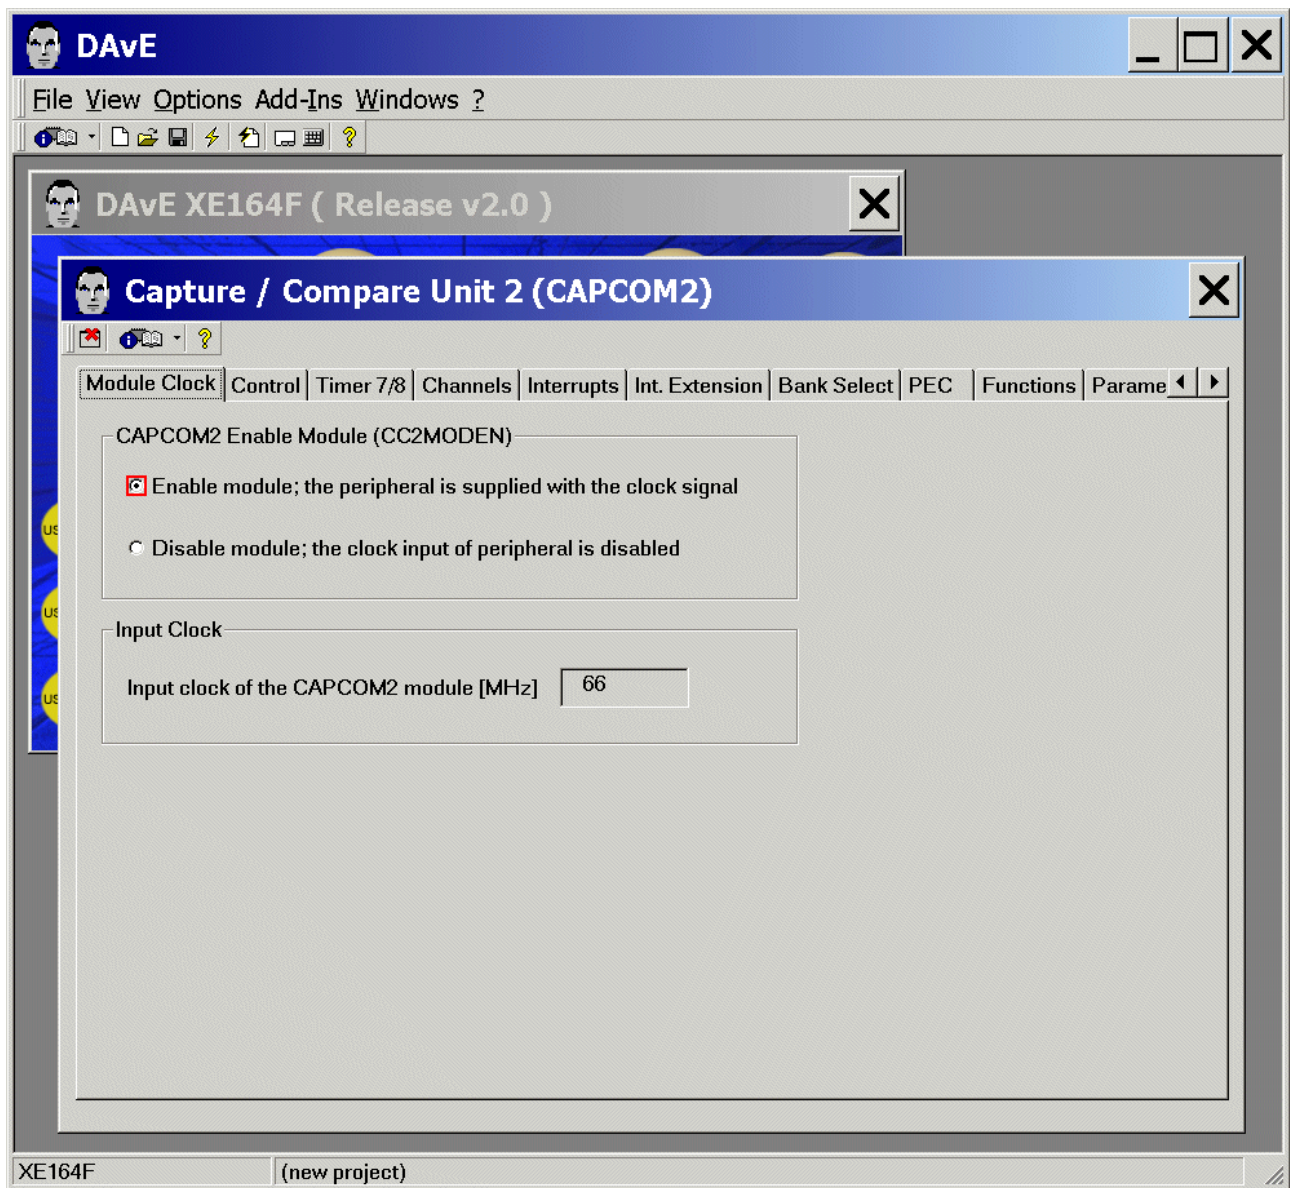 DAvE
File View Options Add-Ins Windows ?
DAvE XE164F ( Release v2.0 )
Capture / Compare Unit 2 (CAPCOM2)
Module Clock Control Timer 7/8 Channels Interrupts Int. Extension Bank Select PEC Functions Parame
CAPCOM2 Enable Module (CC2MODEN)
Enable module; the peripheral is supplied with the clock signal
US
Disable module; the clock input of peripheral is disabled
US
Input Clock
Input clock of the CAPCOM2 module [MHz] 66
US
XE164F (new project)